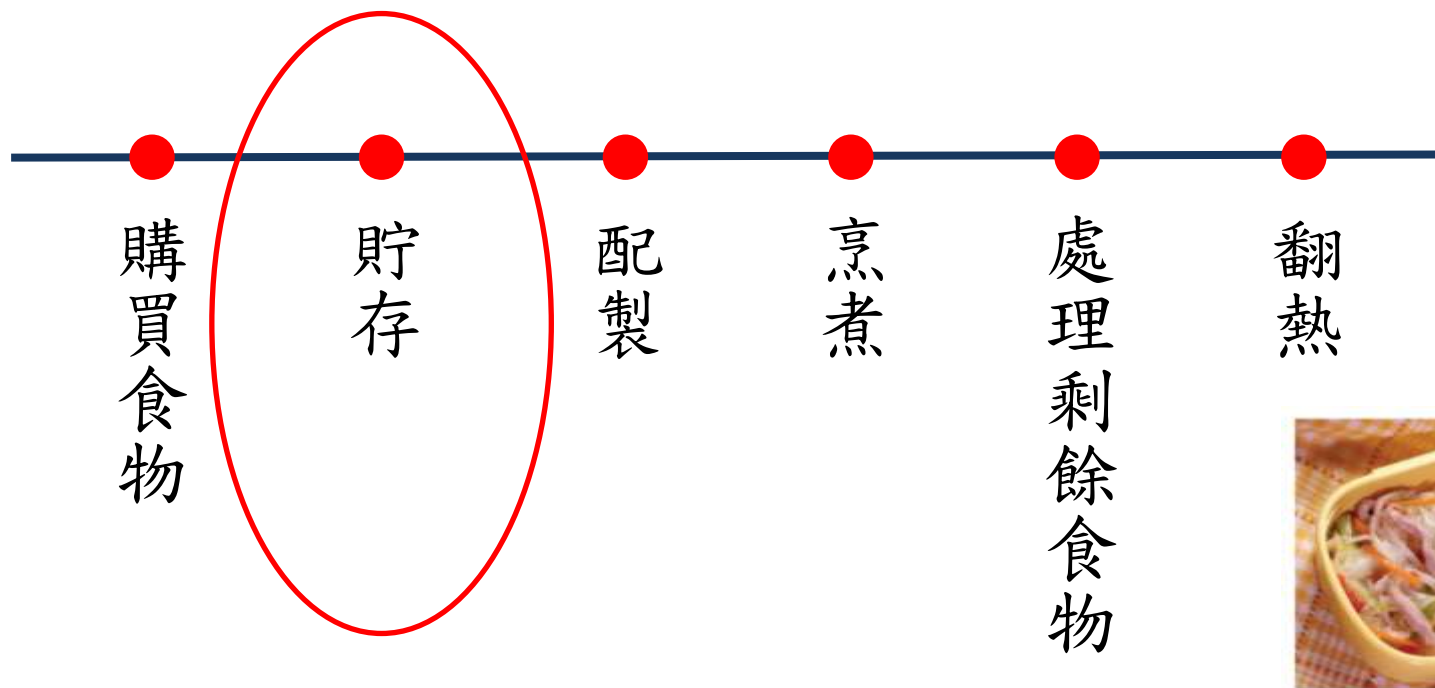 購買食物
貯存
配製
烹煮
處理剩餘食物
翻熱